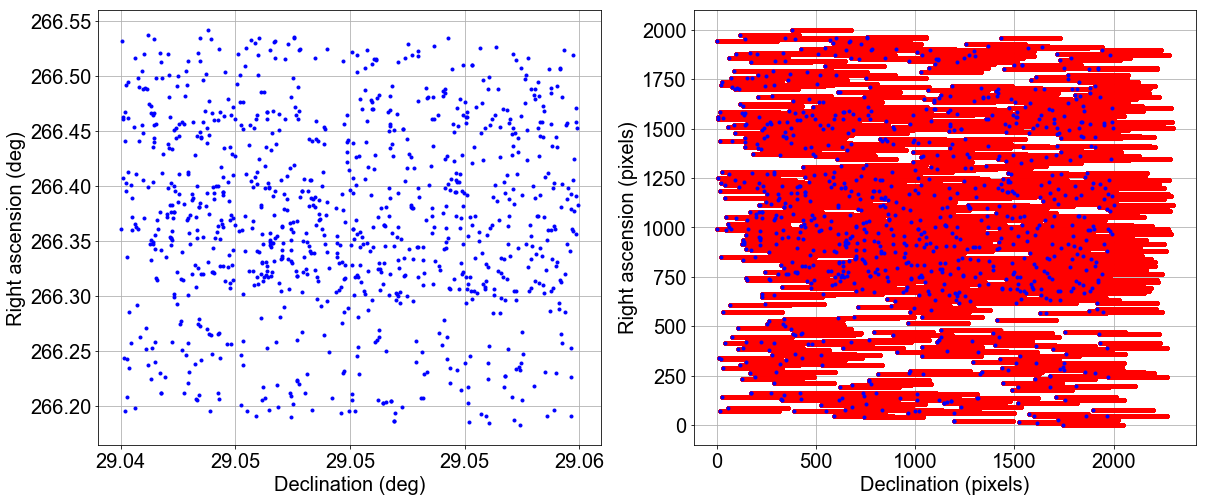 266.55
266.50
266.45
266.40
266.35
266.30
266.25
266.20
Right ascension (deg)
29.04 29.05 29.05 29.05 29.06
Declination (deg)
2000
1750
1500
1250
1000
750
500
250
0
Right ascension (pixels)
0 500 1000 1500 2000
Declination (pixels)